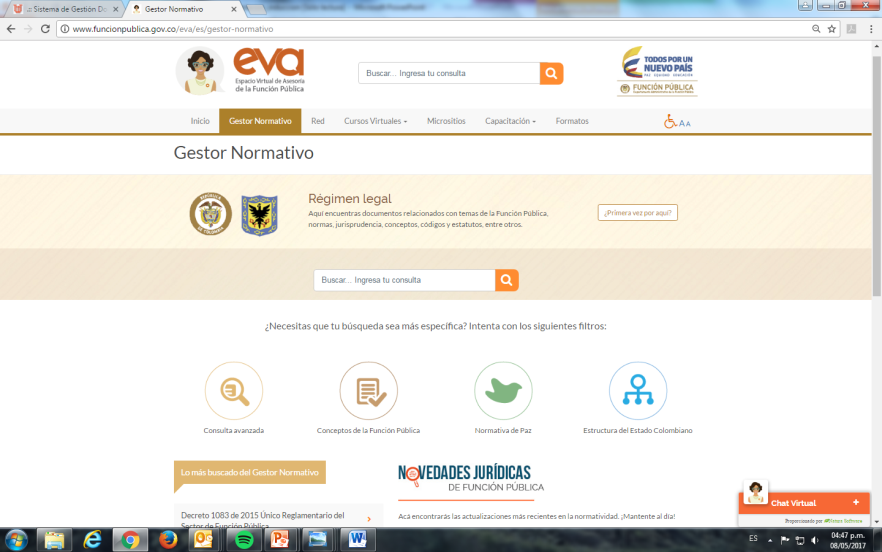 .: Sistema de Gestión Do
Gestor Normativo
www.funcionpublica.gov.co/eva/es/gestor-normativo
eva
Espacio Virtual de Asesoría
de la Función Pública
Buscar... Ingresa tu consulta
TODOS POR UN
NUEVO PAÍS
PAZ EQUIDAD EDUCACIÓN
FUNCIÓN PÚBLICA
Inicio Gestor Normativo Red Cursos Virtuales Micrositios Capacitación Formatos
A A
Gestor Normativo
Régimen legal
Aquí encuentras documentos relacionados con temas de la Función Pública,
normas, jurisprudencia, conceptos, códigos y estatutos, entre otros.
¿Primera vez por aquí?
Buscar... Ingresa tu consulta
¿Necesitas que tu búsqueda sea más específica? Intenta con los siguientes filtros:
Consulta avanzada Conceptos de la Función Pública Normativa de Paz Estructura del Estado Colombiano
Lo más buscado del Gestor Normativo
NOVEDADES JURÍDICAS
DE FUNCIÓN PÚBLICA
Decreto 1083 de 2015 Único Reglamentario del
Sector de Función Pública
Acá encontrarás las actualizaciones más recientes en la normatividad. ¡Mantente al día!
Chat Virtual +
Proporcionado por
ES
04:47 p.m.
08/05/2017